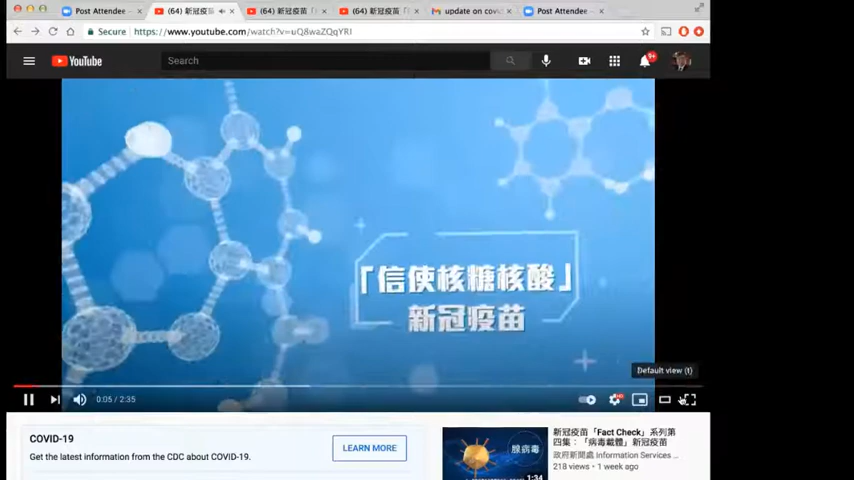 Post Attendee
(64) 新冠疫苗
(64) 新冠疫苗「
(64) 新冠疫苗「
update on covi
Post Attendee
Secure https://www.youtube.com/watch?v=uQ8waZQqYRI
YouTube
Search
9+
「信使核糖核酸」
新冠疫苗
Default view (t)
0:05 / 2:35
COVID-19
Get the latest information from the CDC about COVID-19.
LEARN MORE
腺病毒
1:34
新冠疫苗「Fact Check」系列第
四集︰「病毒載體」新冠疫苗
政府新聞處 Information Services ...
218 views • 1 week ago